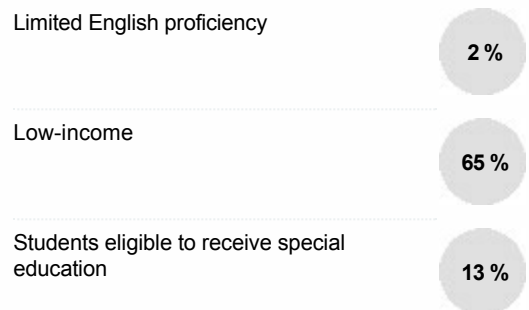 Limited English proficiency
2 %
Low-income
65 %
Students eligible to receive special
education
13 %